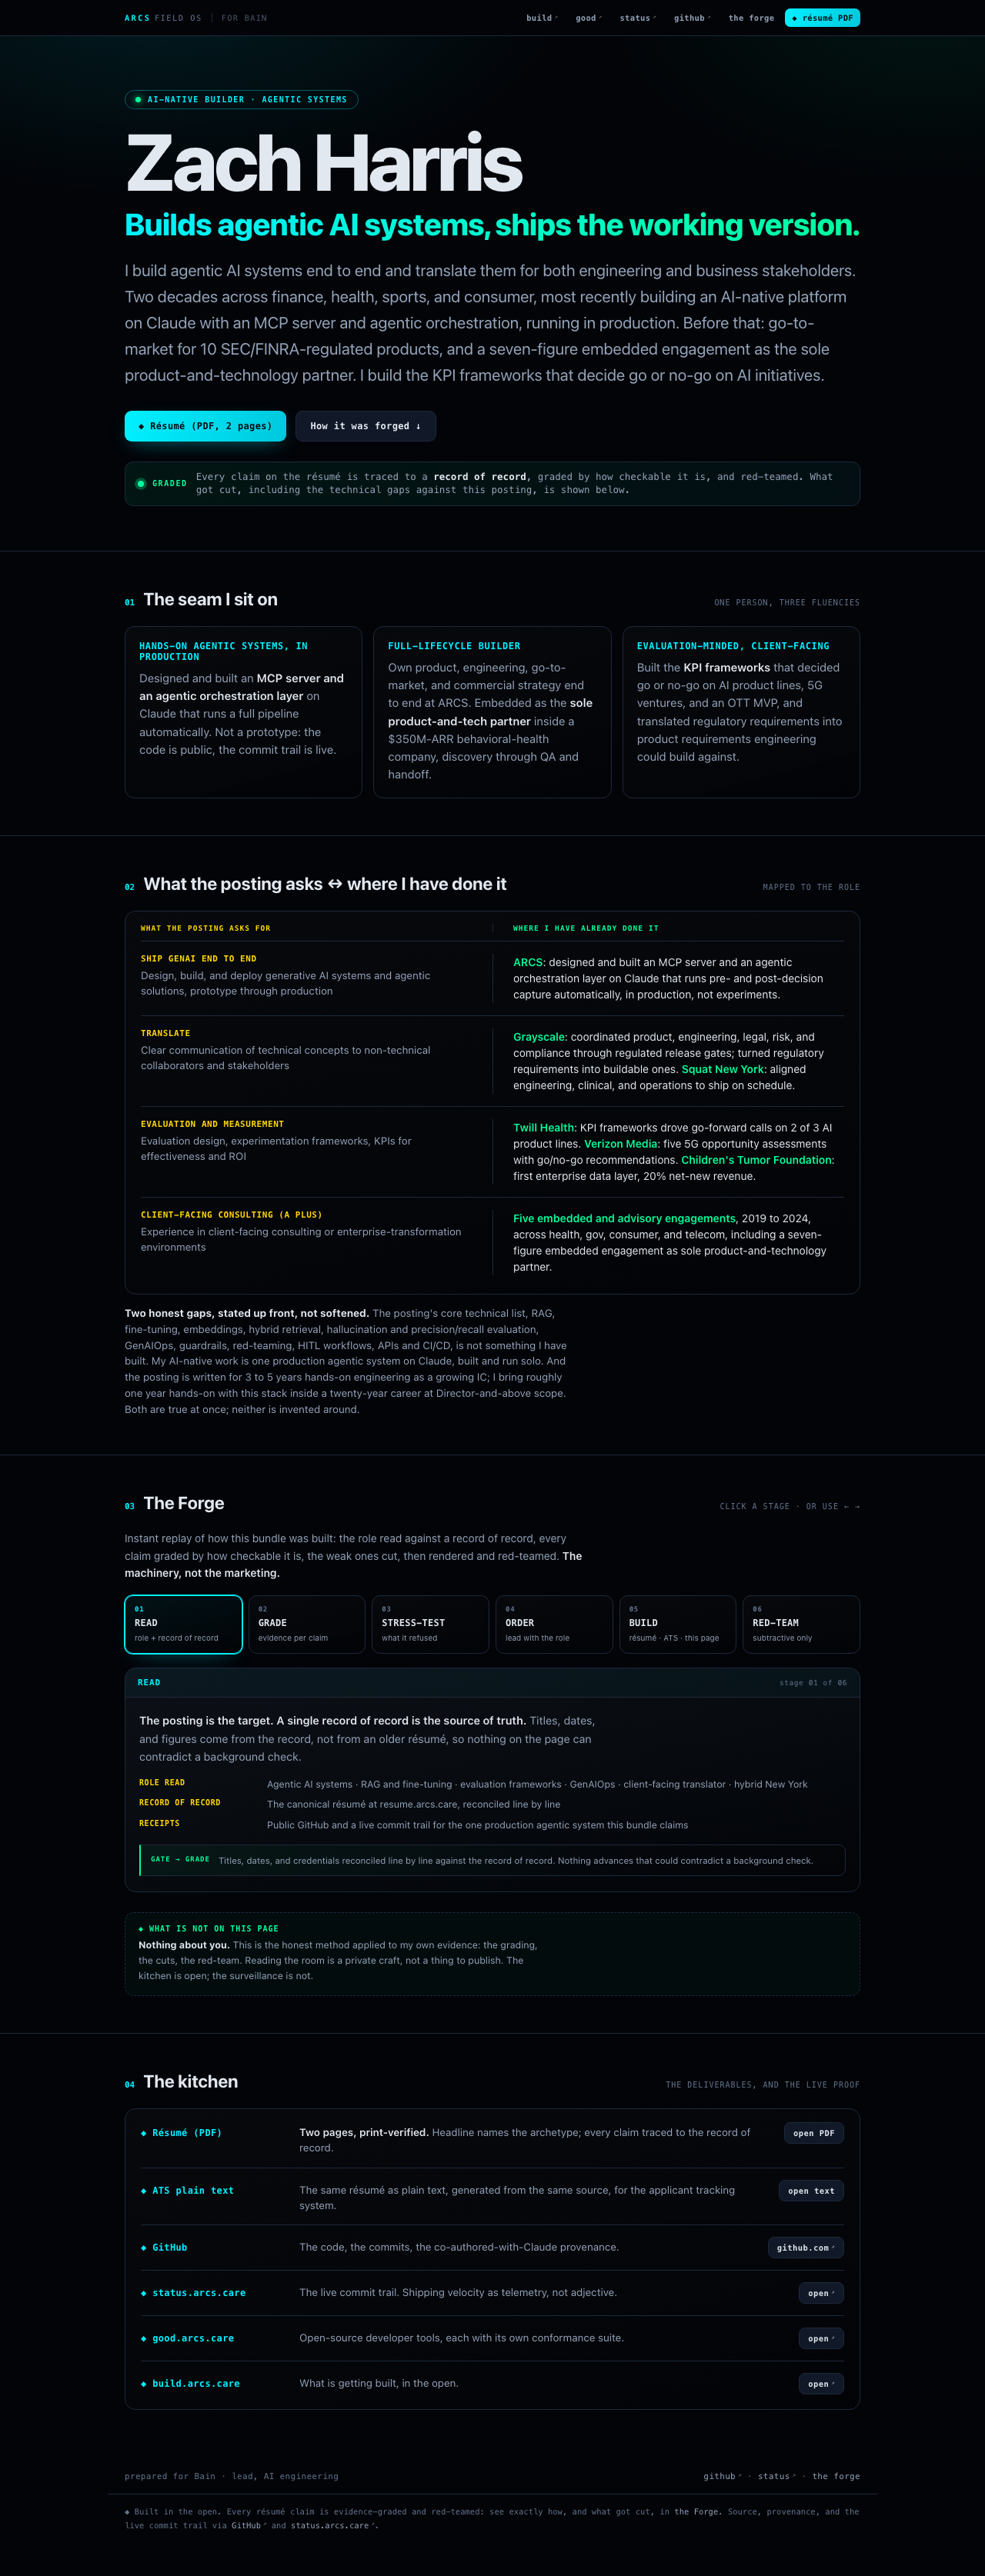 ARCS FIELD OS | FOR BAIN
build ↗ good ↗ status ↗ github ↗ the forge ◆ résumé PDF
AI-NATIVE BUILDER · AGENTIC SYSTEMS
Zach Harris
Builds agentic AI systems, ships the working version.
I build agentic AI systems end to end and translate them for both engineering and business stakeholders.
Two decades across finance, health, sports, and consumer, most recently building an AI-native platform
on Claude with an MCP server and agentic orchestration, running in production. Before that: go-to-
market for 10 SEC/FINRA-regulated products, and a seven-figure embedded engagement as the sole
product-and-technology partner. I build the KPI frameworks that decide go or no-go on AI initiatives.
◆ Résumé (PDF, 2 pages)
How it was forged ↓
GRADED
Every claim on the résumé is traced to a record of record, graded by how checkable it is, and red-teamed. What
got cut, including the technical gaps against this posting, is shown below.
01 The seam I sit on
ONE PERSON, THREE FLUENCIES
HANDS-ON AGENTIC SYSTEMS, IN
PRODUCTION
Designed and built an MCP server and
an agentic orchestration layer on
Claude that runs a full pipeline
automatically. Not a prototype: the
code is public, the commit trail is live.
FULL-LIFECYCLE BUILDER
Own product, engineering, go-to-
market, and commercial strategy end
to end at ARCS. Embedded as the sole
product-and-tech partner inside a
$350M-ARR behavioral-health
company, discovery through QA and
handoff.
EVALUATION-MINDED, CLIENT-FACING
Built the KPI frameworks that decided
go or no-go on AI product lines, 5G
ventures, and an OTT MVP, and
translated regulatory requirements into
product requirements engineering
could build against.
02 What the posting asks ↔ where I have done it
MAPPED TO THE ROLE
WHAT THE POSTING ASKS FOR
WHERE I HAVE ALREADY DONE IT
SHIP GENAI END TO END
Design, build, and deploy generative AI systems and agentic
solutions, prototype through production
ARCS: designed and built an MCP server and an agentic
orchestration layer on Claude that runs pre- and post-decision
capture automatically, in production, not experiments.
TRANSLATE
Clear communication of technical concepts to non-technical
collaborators and stakeholders
Grayscale: coordinated product, engineering, legal, risk, and
compliance through regulated release gates; turned regulatory
requirements into buildable ones. Squat New York: aligned
engineering, clinical, and operations to ship on schedule.
EVALUATION AND MEASUREMENT
Evaluation design, experimentation frameworks, KPIs for
effectiveness and ROI
Twill Health: KPI frameworks drove go-forward calls on 2 of 3 AI
product lines. Verizon Media: five 5G opportunity assessments
with go/no-go recommendations. Children's Tumor Foundation:
first enterprise data layer, 20% net-new revenue.
CLIENT-FACING CONSULTING (A PLUS)
Experience in client-facing consulting or enterprise-transformation
environments
Five embedded and advisory engagements, 2019 to 2024,
across health, gov, consumer, and telecom, including a seven-
figure embedded engagement as sole product-and-technology
partner.
Two honest gaps, stated up front, not softened. The posting's core technical list, RAG,
fine-tuning, embeddings, hybrid retrieval, hallucination and precision/recall evaluation,
GenAIOps, guardrails, red-teaming, HITL workflows, APIs and CI/CD, is not something I have
built. My AI-native work is one production agentic system on Claude, built and run solo. And
the posting is written for 3 to 5 years hands-on engineering as a growing IC; I bring roughly
one year hands-on with this stack inside a twenty-year career at Director-and-above scope.
Both are true at once; neither is invented around.
03 The Forge
CLICK A STAGE · OR USE ← →
Instant replay of how this bundle was built: the role read against a record of record, every
claim graded by how checkable it is, the weak ones cut, then rendered and red-teamed. The
machinery, not the marketing.
01
READ
role + record of record
02
GRADE
evidence per claim
03
STRESS-TEST
what it refused
04
ORDER
lead with the role
05
BUILD
résumé · ATS · this page
06
RED-TEAM
subtractive only
READ
stage 01 of 06
The posting is the target. A single record of record is the source of truth. Titles, dates,
and figures come from the record, not from an older résumé, so nothing on the page can
contradict a background check.
ROLE READ
Agentic AI systems · RAG and fine-tuning · evaluation frameworks · GenAIOps · client-facing translator · hybrid New York
RECORD OF RECORD
The canonical résumé at resume.arcs.care, reconciled line by line
RECEIPTS
Public GitHub and a live commit trail for the one production agentic system this bundle claims
GATE → GRADE
Titles, dates, and credentials reconciled line by line against the record of record. Nothing advances that could contradict a background check.
◆ WHAT IS NOT ON THIS PAGE
Nothing about you. This is the honest method applied to my own evidence: the grading,
the cuts, the red-team. Reading the room is a private craft, not a thing to publish. The
kitchen is open; the surveillance is not.
04 The kitchen
THE DELIVERABLES, AND THE LIVE PROOF
◆ Résumé (PDF)
Two pages, print-verified. Headline names the archetype; every claim traced to the record of
record.
open PDF
◆ ATS plain text
The same résumé as plain text, generated from the same source, for the applicant tracking
system.
open text
◆ GitHub
The code, the commits, the co-authored-with-Claude provenance.
github.com ↗
◆ status.arcs.care
The live commit trail. Shipping velocity as telemetry, not adjective.
open ↗
◆ good.arcs.care
Open-source developer tools, each with its own conformance suite.
open ↗
◆ build.arcs.care
What is getting built, in the open.
open ↗
prepared for Bain · lead, AI engineering
github ↗ · status ↗ · the forge
◆ Built in the open. Every résumé claim is evidence-graded and red-teamed: see exactly how, and what got cut, in the Forge. Source, provenance, and the
live commit trail via GitHub ↗ and status.arcs.care ↗.